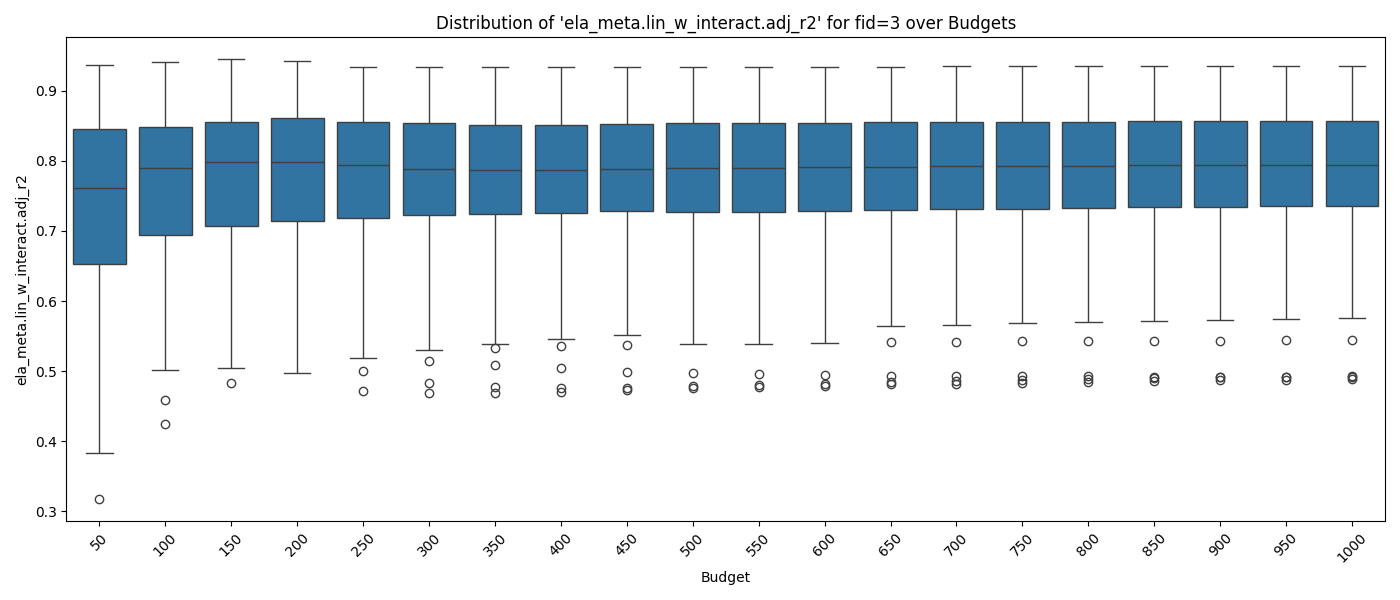 Distribution of 'ela_meta.lin_w_interact.adj_r2' for fid=3 over Budgets
ela_meta.lin_w_interact.adj_r2
0.9
0.8
0.7
0.6
0.5
0.4
0.3
50 100 150 200 250 300 350 400 450 500 550 600 650 700 750 800 850 900 950 1000
Budget